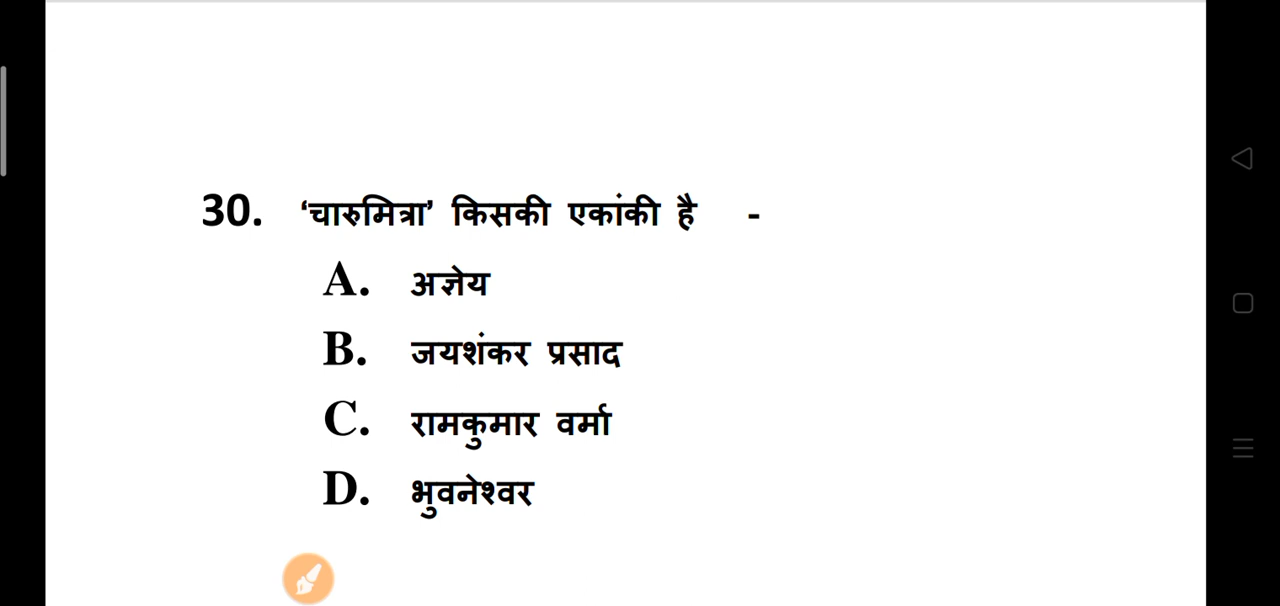 30. ‘चारुमित्रा’ किसकी एकांकी है -
A. अज्ञेय
B. जयशंकर प्रसाद
C. रामकुमार वर्मा
D. भुवनेश्वर